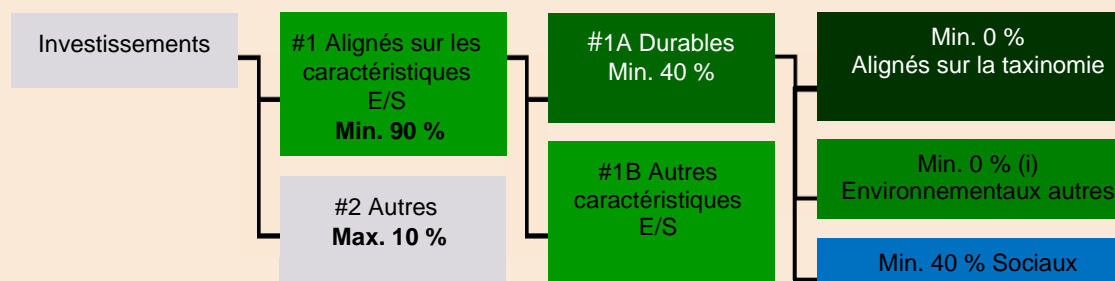 Investissements
#1 Alignés sur les
caractéristiques
E/S
Min. 90 %
#2 Autres
Max. 10 %
#1A Durables
Min. 40 %
#1B Autres
caractéristiques
E/S
Min. 0 %
Alignés sur la taxinomie
Min. 0 % (i)
Environnementaux autres
Min. 40 % Sociaux